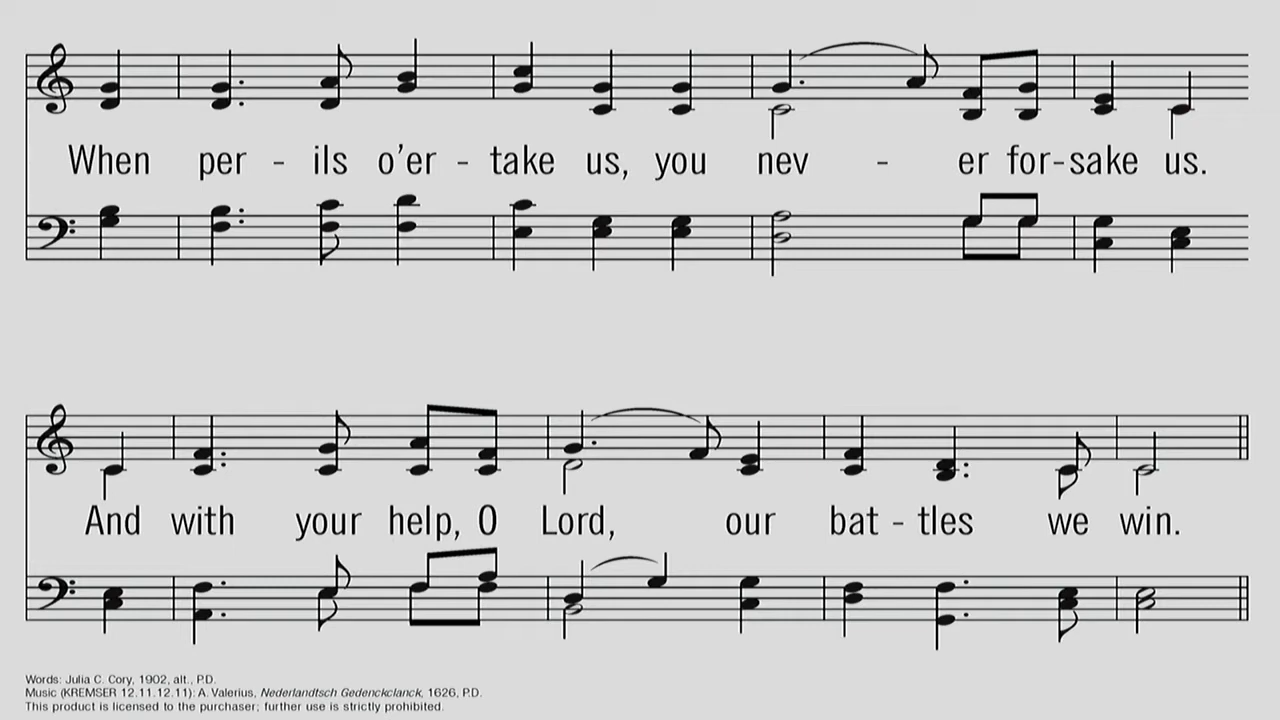 When per - ils o’er - take us, you nev - er for-sake us.
And with your help, O Lord, our bat - tles we win.
Words: Julia C. Cory, 1902, alt., P.D.
Music (KREMSER 12.11.12.11): A. Valerius, Nederlandtsch Gedenckclanck, 1626, P.D.
This product is licensed to the purchaser; further use is strictly prohibited.